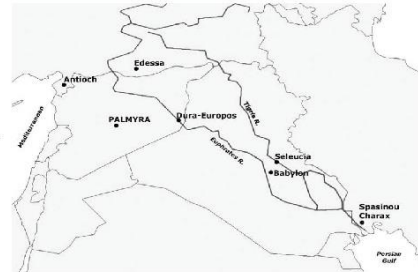 Edessa
Antioch
Mediterranean
PALMYRA
Dura-Europos
Tigris R.
Euphrates R.
Seleucia
Babylon
Spasinou
Charax
Persian
Gulf